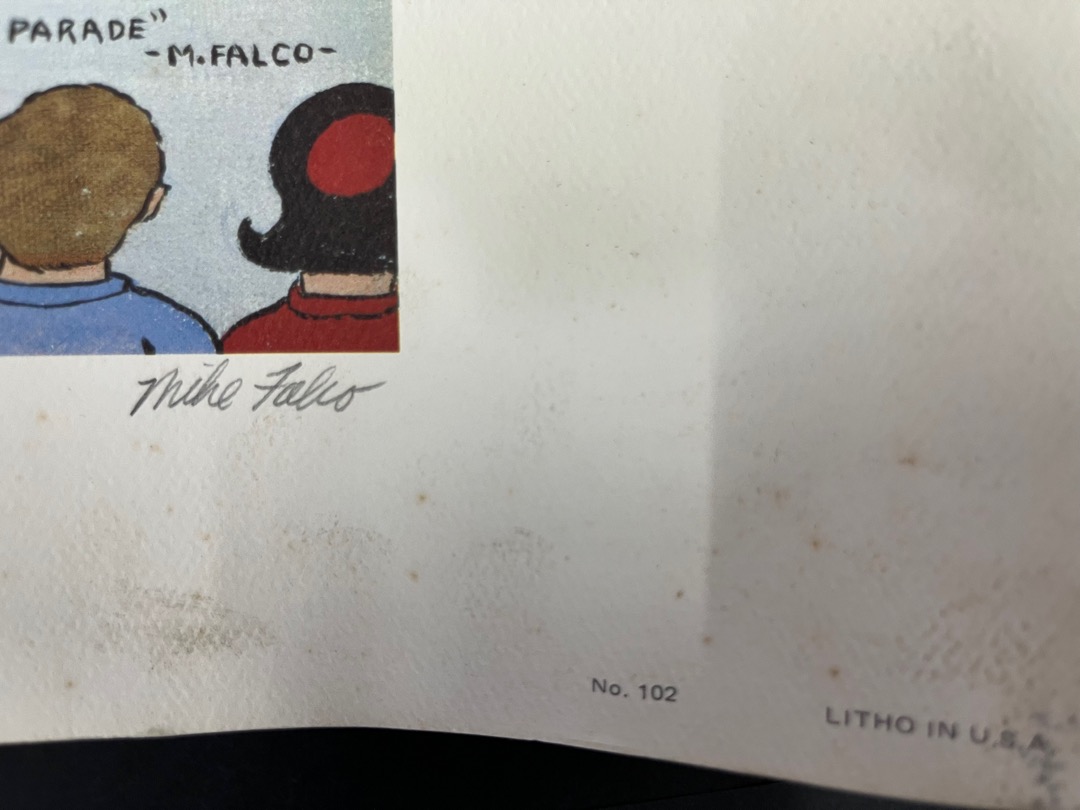 PARADE"
-M.FALCO-
Mike Falco
No. 102
LITHO IN U.S.A.